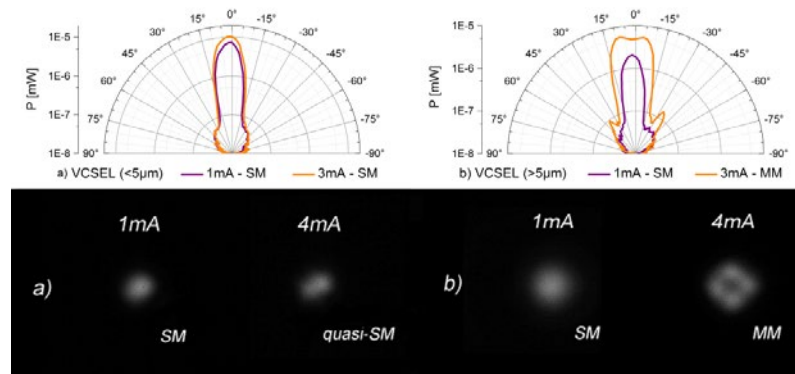 0°
15° -15°
30° -30°
45° -45°
60° -60°
75° -75°
90° -90°
P [mW]
1E-5
1E-6
1E-7
1E-8
a) VCSEL (<5µm) 1mA - SM 3mA - SM
0°
15° -15°
30° -30°
45° -45°
60° -60°
75° -75°
90° -90°
P [mW]
1E-5
1E-6
1E-7
1E-8
b) VCSEL (>5µm) 1mA - SM 3mA - MM
1mA 4mA
a)
SM quasi-SM
1mA 4mA
b)
SM MM